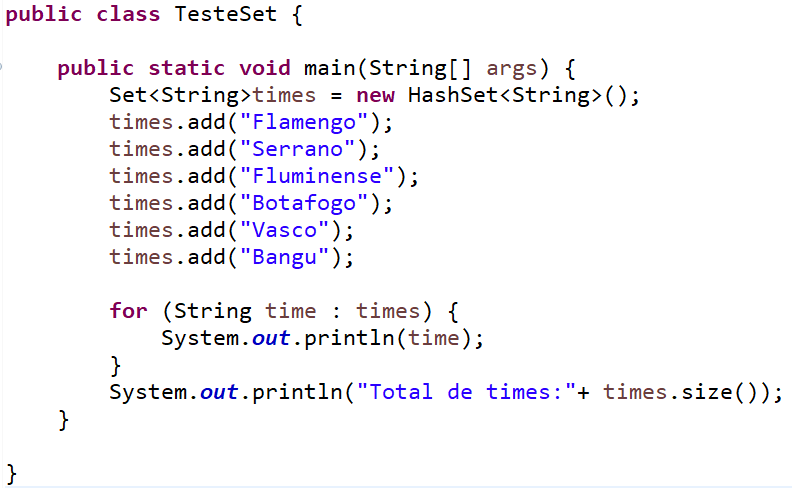 public class TesteSet {
public static void main(String[] args) {
Set<String>times = new HashSet<String>();
times.add("Flamengo");
times.add("Serrano");
times.add("Fluminense");
times.add("Botafogo");
times.add("Vasco");
times.add("Bangu");
for (String time : times) {
System.out.println(time);
}
System.out.println("Total de times:"+ times.size());
}
}